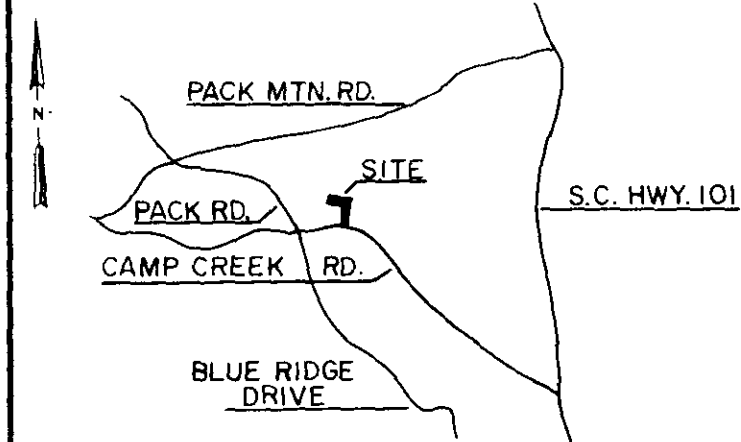 N
PACK MTN. RD.
SITE
S.C. HWY. 101
PACK RD.
CAMP CREEK RD.
BLUE RIDGE
DRIVE